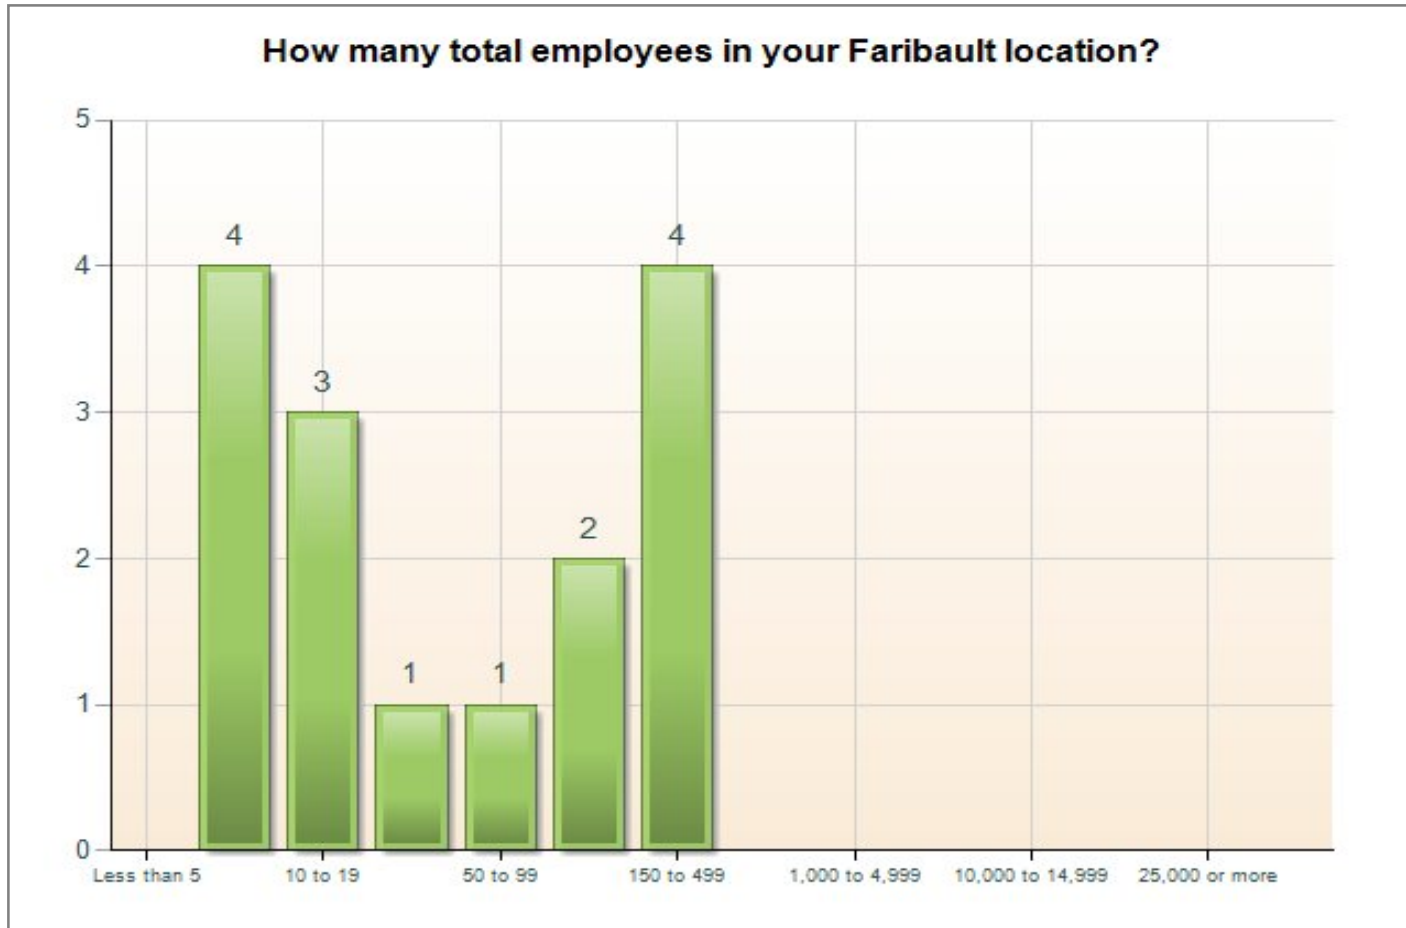 How many total employees in your Faribault location?
5
4
3
2
1
0
4
3
1
1
2
4
Less than 5
10 to 19
50 to 99
150 to 499
1,000 to 4,999
10,000 to 14,999
25,000 or more